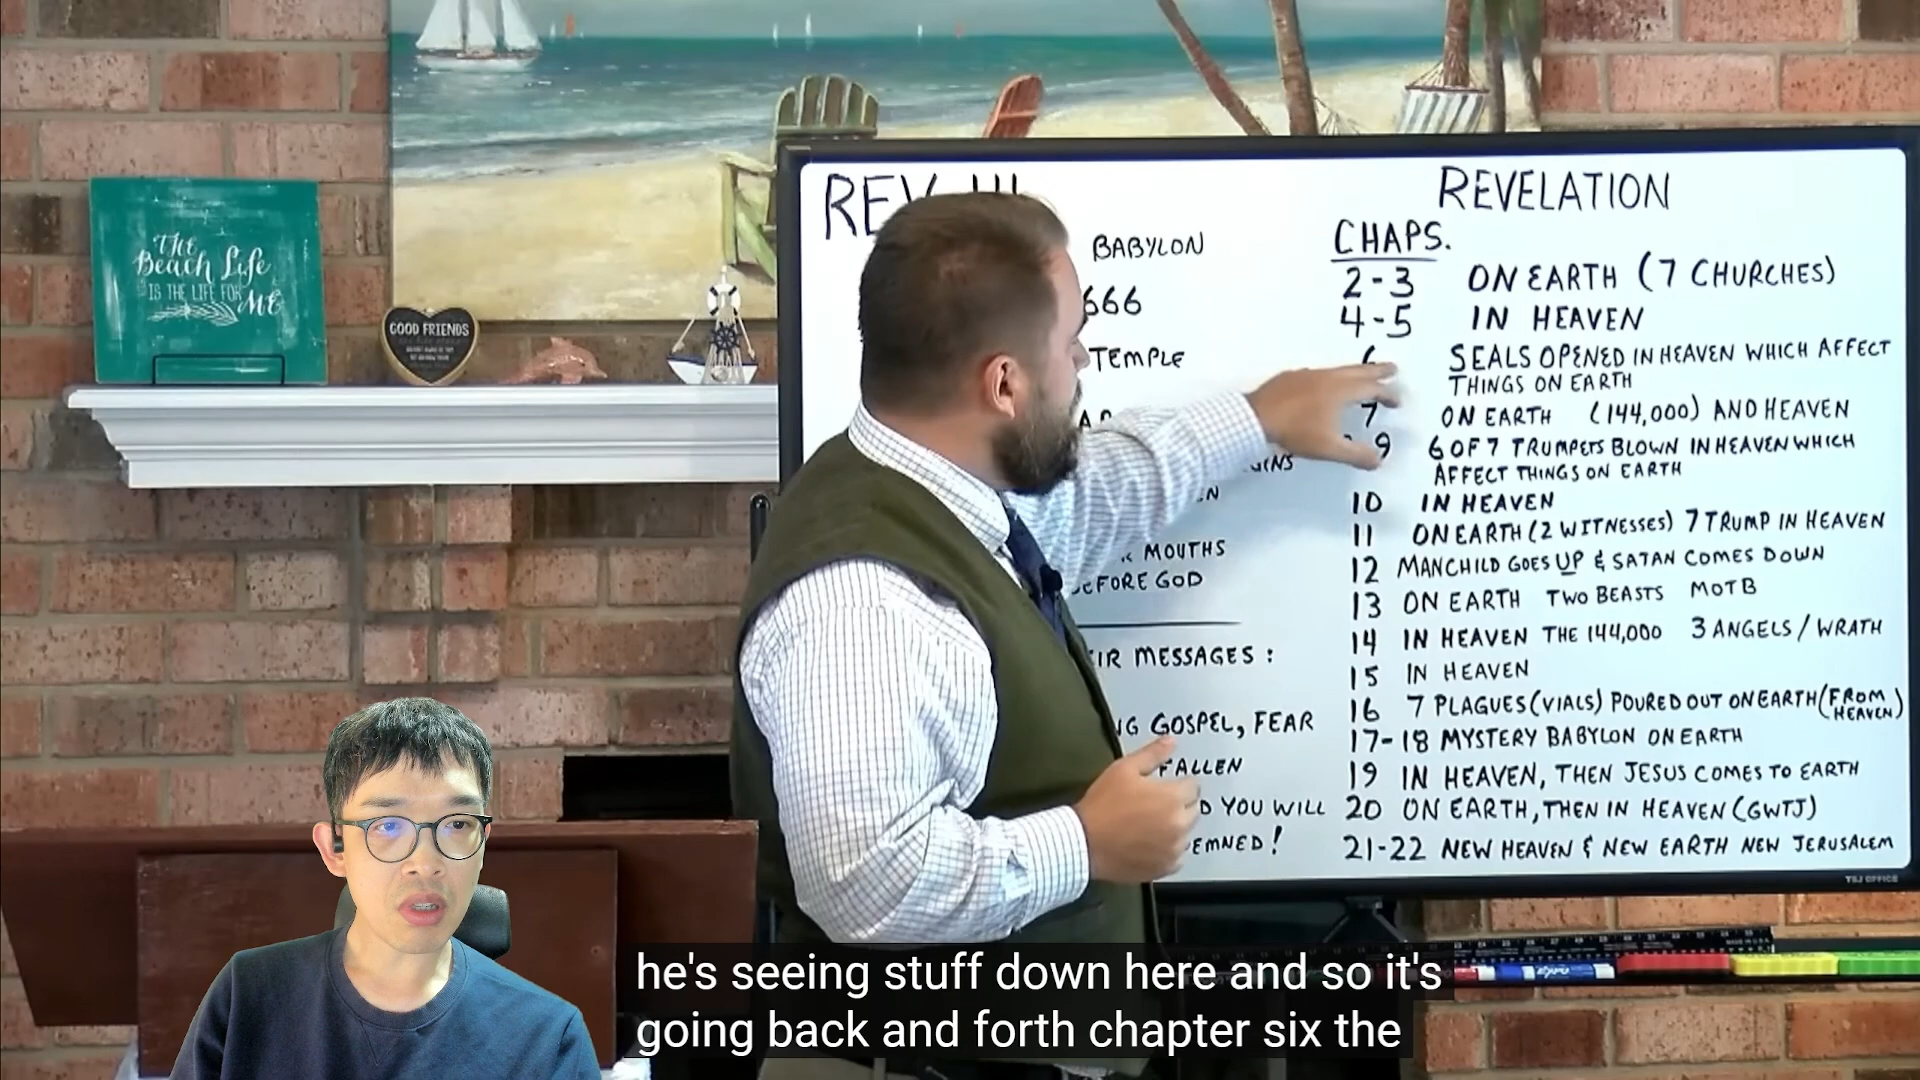 THE
Beach Life
IS THE LIFE FOR
ME
GOOD FRIENDS
BABYLON
666
TEMPLE
MOUTHS
BEFORE GOD
MESSAGES:
GOSPEL, FEAR
FALLEN
YOU WILL
REVELATION
CHAPS.
2-3 ON EARTH (7 CHURCHES)
4-5 IN HEAVEN
SEALS OPENED IN HEAVEN WHICH AFFECT
THINGS ON EARTH
7 ON EARTH (144,000) AND HEAVEN
9 6 OF 7 TRUMPETS BLOWN IN HEAVEN WHICH
AFFECT THINGS ON EARTH
10 IN HEAVEN
11 ON EARTH (2 WITNESSES) 7 TRUMP IN HEAVEN
12 MANCHILD GOES UP & SATAN COMES DOWN
13 ON EARTH TWO BEASTS MOTB
14 IN HEAVEN THE 144,000 3 ANGELS/WRATH
15 IN HEAVEN
16 7 PLAGUES (VIALS) POURED OUT ON EARTH (FROM HEAVEN)
17-18 MYSTERY BABYLON ON EARTH
19 IN HEAVEN, THEN JESUS COMES TO EARTH
20 ON EARTH, THEN IN HEAVEN (GWTJ)
21-22 NEW HEAVEN & NEW EARTH NEW JERUSALEM
TSJ OFFICE
he's seeing stuff down here and so it's
going back and forth chapter six the